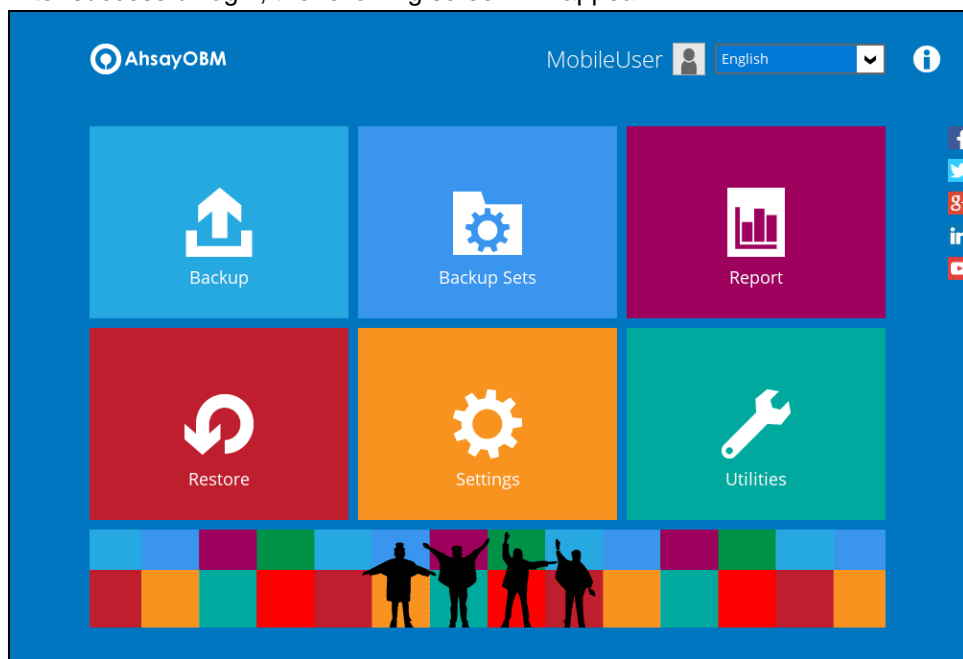 AhsayOBM
MobileUser
English
Backup
Backup Sets
Report
Restore
Settings
Utilities